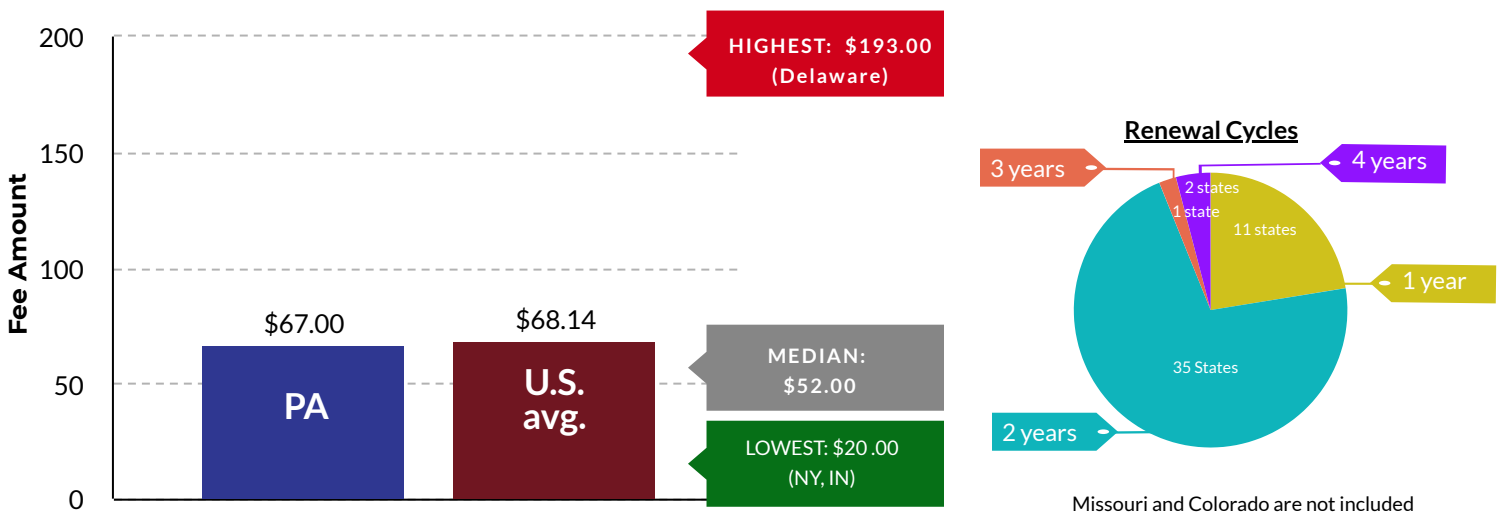 200
150
100
50
0
Fee Amount
$67.00
PA
$68.14
U.S.
avg.
HIGHEST: $193.00
(Delaware)
MEDIAN:
$52.00
LOWEST: $20.00
(NY, IN)
Renewal Cycles
3 years
4 years
2 states
1 state
11 states
1 year
35 States
2 years
Missouri and Colorado are not included